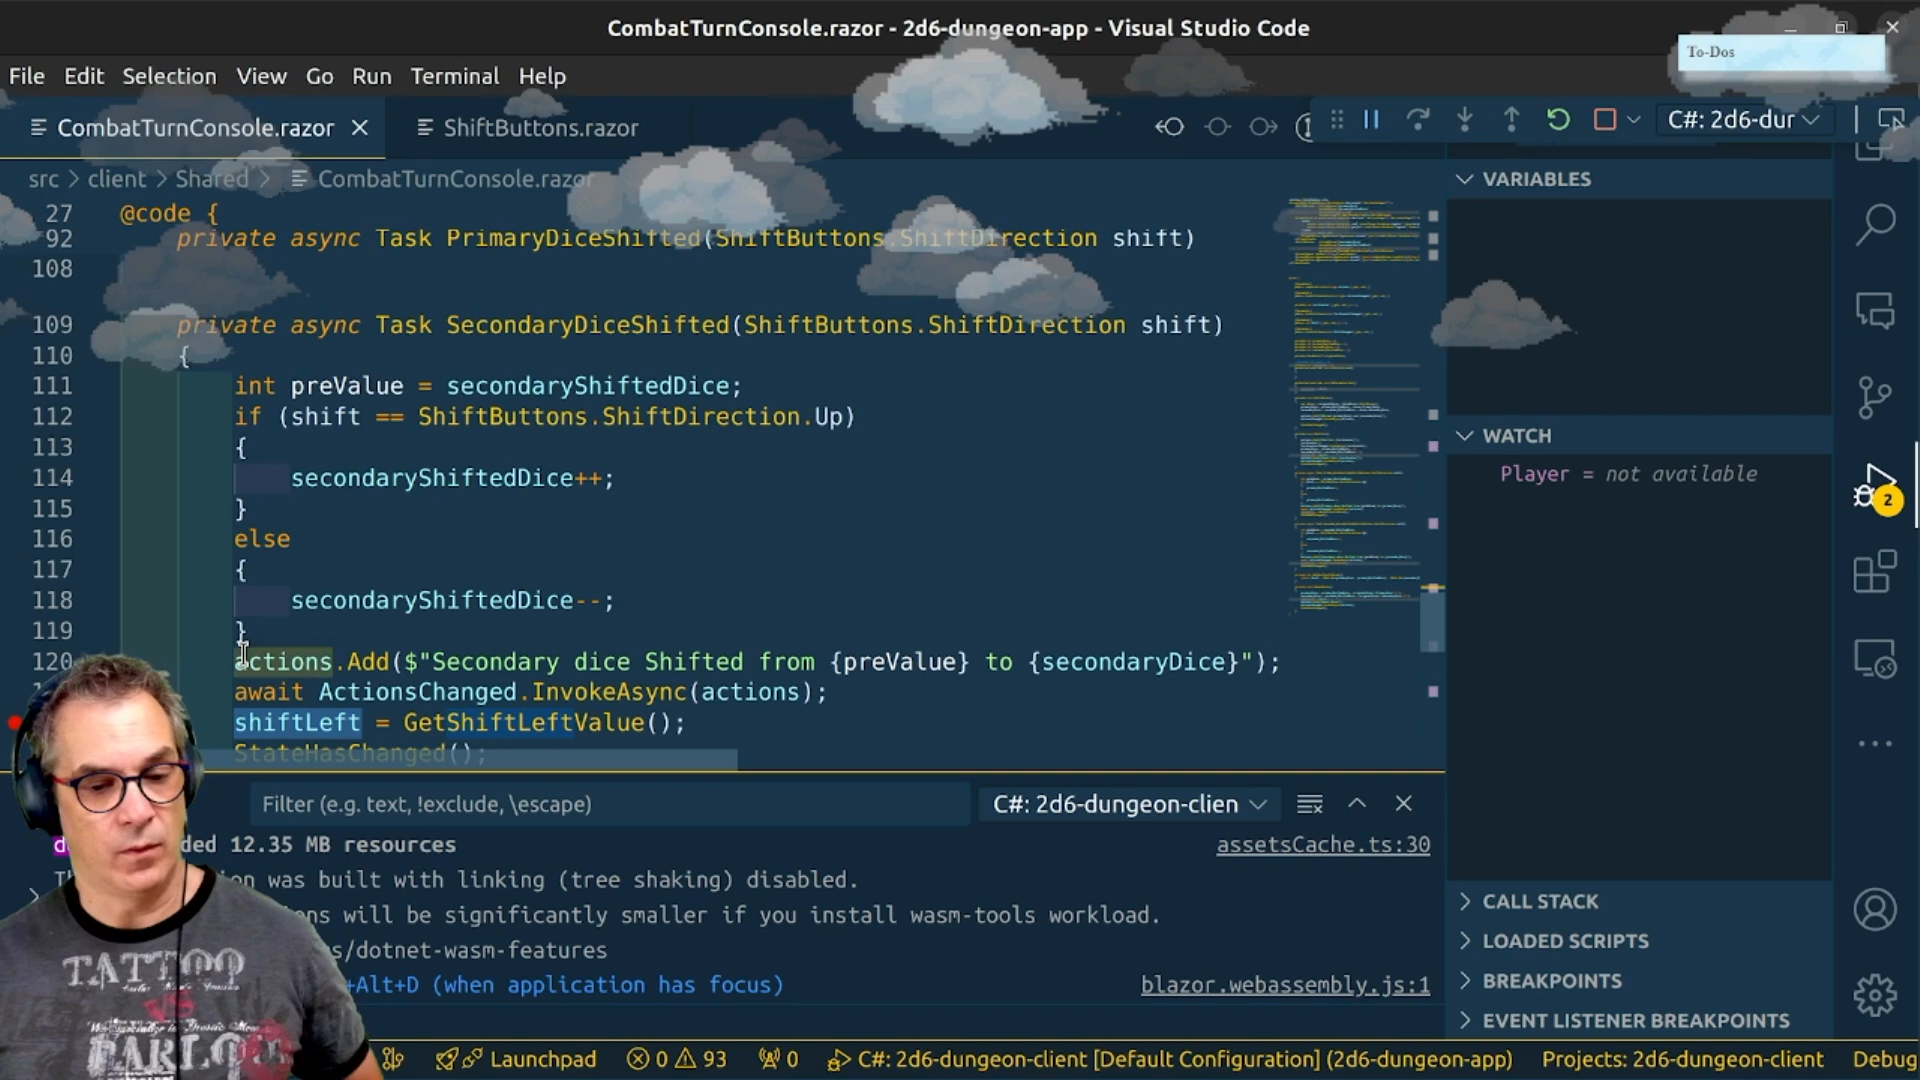 CombatTurnConsole.razor - 2d6-dungeon-app - Visual Studio Code
To-Dos
File Edit Selection View Go Run Terminal Help
CombatTurnConsole.razor
ShiftButtons.razor
C#: 2d6-dur
src > client > Shared > CombatTurnConsole.razor
27 @code {
92 private async Task PrimaryDiceShifted(ShiftButtons.ShiftDirection shift)
108
109 private async Task SecondaryDiceShifted(ShiftButtons.ShiftDirection shift)
110 {
111 int preValue = secondaryShiftedDice;
112 if (shift == ShiftButtons.ShiftDirection.Up)
113 {
114 secondaryShiftedDice++;
115 }
116 else
117 {
118 secondaryShiftedDice--;
119 }
120 actions.Add($"Secondary dice Shifted from {preValue} to {secondaryDice}");
await ActionsChanged.InvokeAsync(actions);
shiftLeft = GetShiftLeftValue();
StateHasChanged();
VARIABLES
WATCH
Player = not available
2
CALL STACK
LOADED SCRIPTS
BREAKPOINTS
EVENT LISTENER BREAKPOINTS
Filter (e.g. text, !exclude, \escape)
C#: 2d6-dungeon-clien
ded 12.35 MB resources
assetsCache.ts:30
on was built with linking (tree shaking) disabled.
ns will be significantly smaller if you install wasm-tools workload.
s/dotnet-wasm-features
+Alt+D (when application has focus)
blazor.webassembly.js:1
TATTOO
VS
PARLO
Launchpad 0 93 0 C#: 2d6-dungeon-client [Default Configuration] (2d6-dungeon-app) Projects: 2d6-dungeon-client Debug